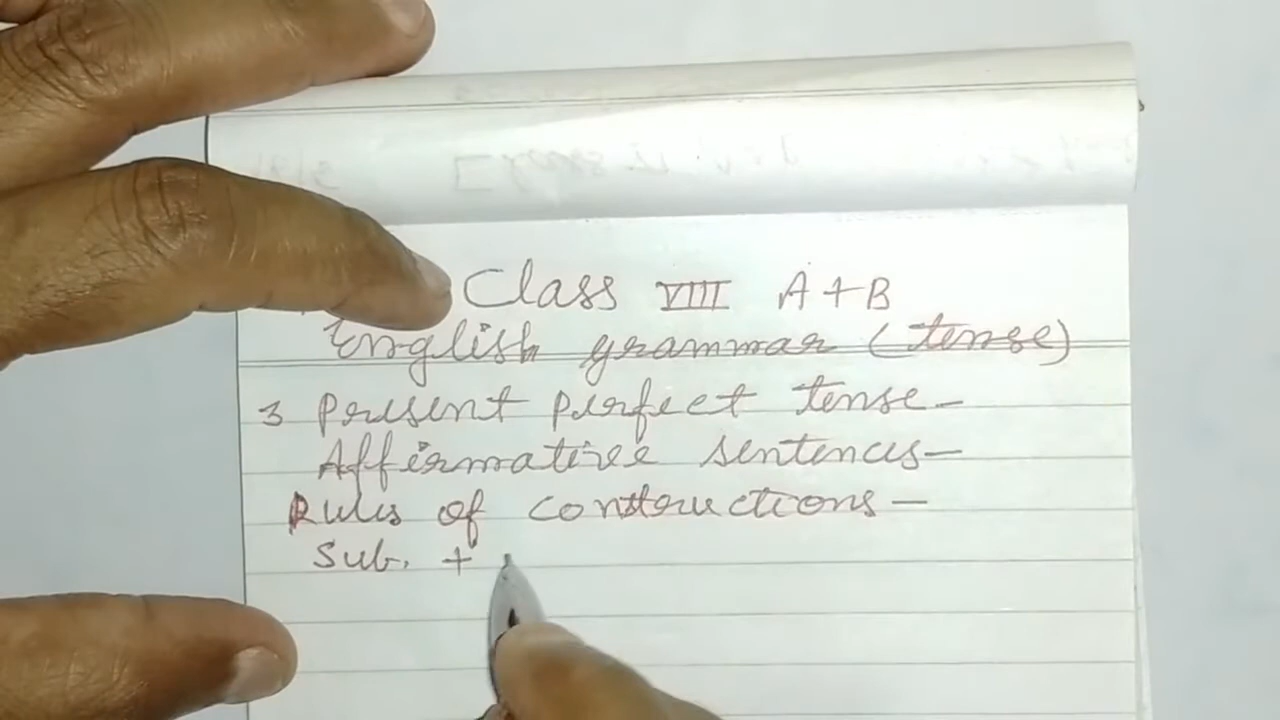 Class VIII A+B
English grammar (tense)
3 Present perfect tense-
Affirmative sentences-
Rules of constructions-
Sub. +